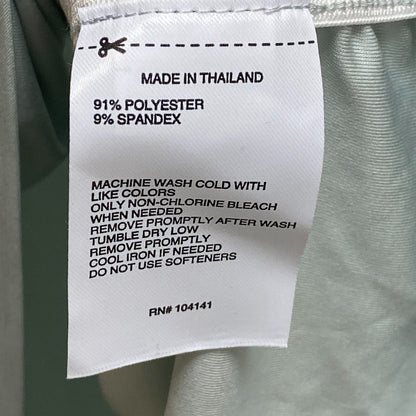 MADE IN THAILAND
91% POLYESTER
9% SPANDEX
MACHINE WASH COLD WITH
LIKE COLORS
ONLY NON-CHLORINE BLEACH
WHEN NEEDED
REMOVE PROMPTLY AFTER WASH
TUMBLE DRY LOW
REMOVE PROMPTLY
COOL IRON IF NEEDED
DO NOT USE SOFTENERS
RN# 104141